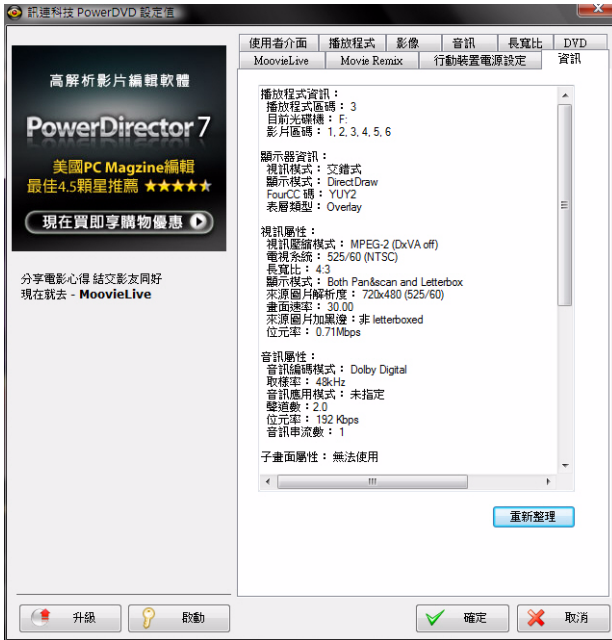 訊連科技 PowerDVD 設定值
高解析影片編輯軟體
PowerDirector 7
美國PC Magzine編輯
最佳4.5顆星推薦 ★★★★★
現在買即享購物優惠
分享電影心得 結交影友同好
現在就去 - MoovieLive
使用者介面 播放程式 影像 音訊 長寬比 DVD
MoovieLive Movie Remix 行動裝置電源設定 資訊
播放程式資訊：
播放程式區碼： 3
目前光碟機： F:
影片區碼： 1, 2, 3, 4, 5, 6
顯示器資訊：
視訊模式： 交錯式
顯示模式： DirectDraw
FourCC 碼： YUY2
表層類型： Overlay
視訊屬性：
視訊壓縮模式： MPEG-2 (DxVA off)
電視系統： 525/60 (NTSC)
長寬比： 4:3
顯示模式： Both Pan&scan and Letterbox
來源圖片解析度： 720x480 (525/60)
畫面速率： 30.00
來源圖片加黑邊：非 letterboxed
位元率： 0.71Mbps
音訊屬性：
音訊編碼模式： Dolby Digital
取樣率： 48kHz
音訊應用模式： 未指定
聲道數：2.0
位元率： 192 Kbps
音訊串流數： 1
子畫面屬性： 無法使用
重新整理
升級 啟動 確定 取消